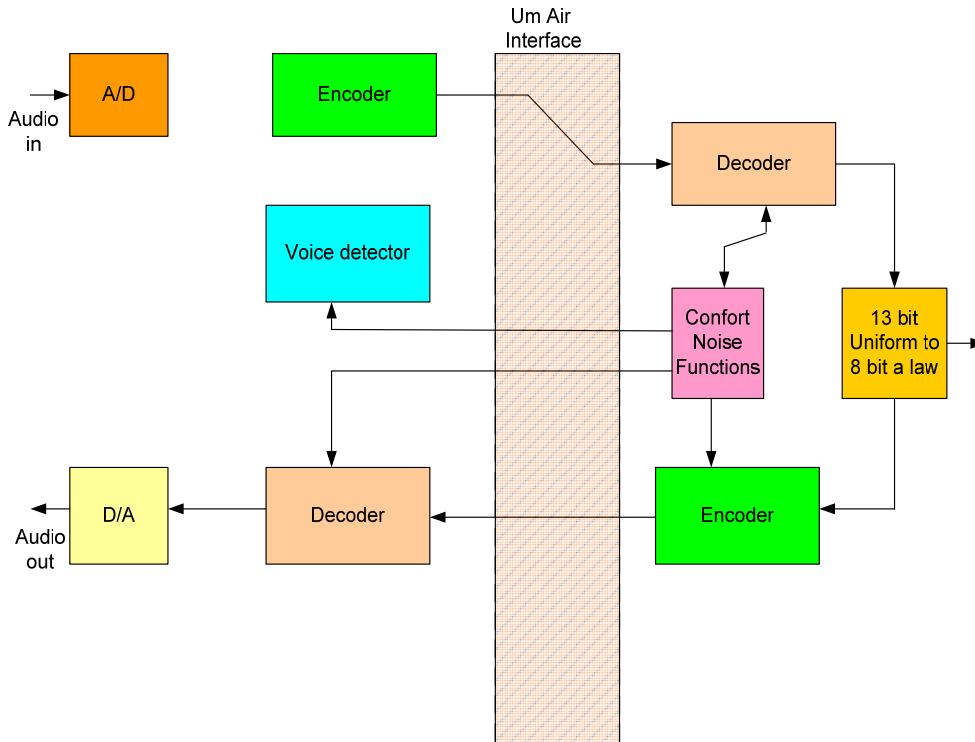 Um Air
Interface
A/D
Encoder
Audio
in
Decoder
Voice detector
Confort
Noise
Functions
13 bit
Uniform to
8 bit a law
D/A
Decoder
Encoder
Audio
out